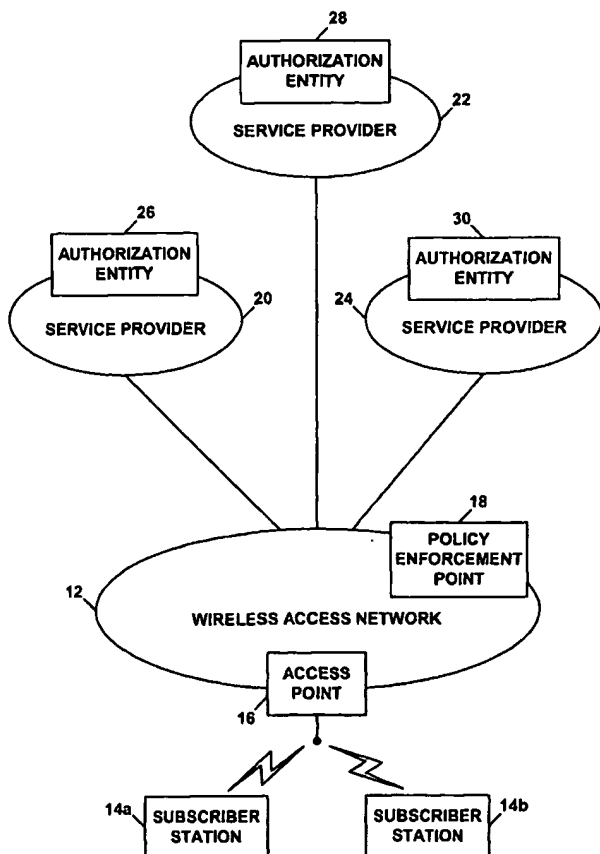 28
AUTHORIZATION
ENTITY
22
SERVICE PROVIDER
26
AUTHORIZATION
ENTITY
20
SERVICE PROVIDER
30
AUTHORIZATION
ENTITY
24
SERVICE PROVIDER
18
POLICY
ENFORCEMENT
POINT
12
WIRELESS ACCESS NETWORK
ACCESS
POINT
16
14a
SUBSCRIBER
STATION
SUBSCRIBER
STATION
14b